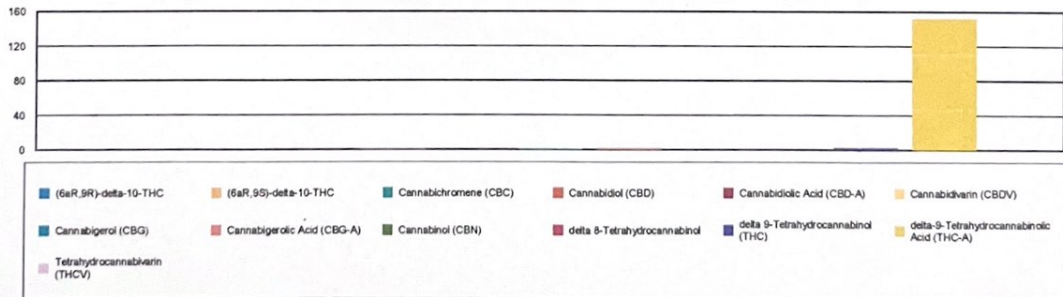 160
120
80
40
0
(6aR,9R)-delta-10-THC
(6aR,9S)-delta-10-THC
Cannabichromene (CBC)
Cannabidiol (CBD)
Cannabidiolic Acid (CBD-A)
Cannabidivarin (CBDV)
Cannabigerol (CBG)
Cannabigerolic Acid (CBG-A)
Cannabinol (CBN)
delta 8-Tetrahydrocannabinol
delta 9-Tetrahydrocannabinol
(THC)
delta-9-Tetrahydrocannabinolic
Acid (THC-A)
Tetrahydrocannabivarin
(THCV)